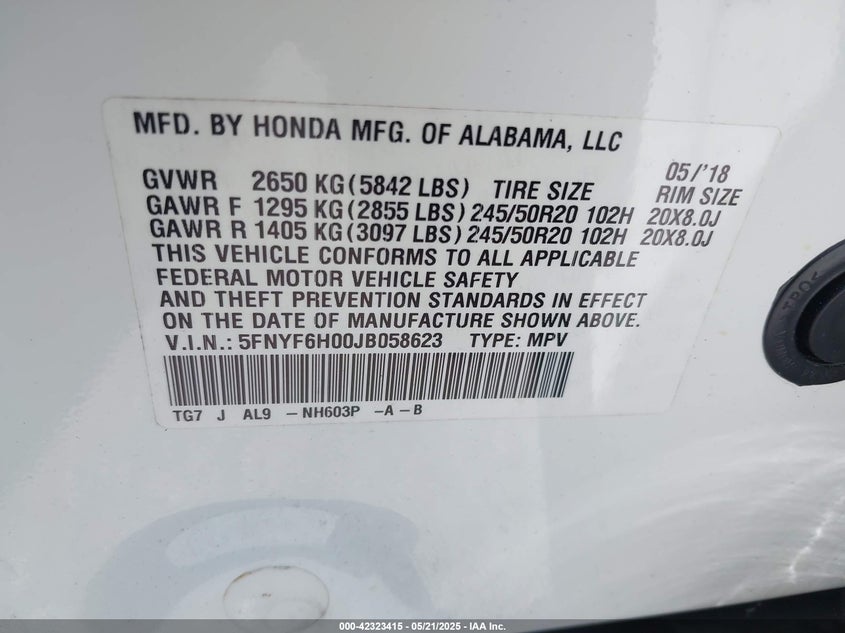 MFD. BY HONDA MFG. OF ALABAMA, LLC
05/'18
GVWR 2650 KG(5842 LBS) TIRE SIZE RIM SIZE
GAWR F 1295 KG(2855 LBS)245/50R20 102H 20X8.0J
GAWR R 1405 KG(3097 LBS)245/50R20 102H 20X8.0J
THIS VEHICLE CONFORMS TO ALL APPLICABLE
FEDERAL MOTOR VEHICLE SAFETY
AND THEFT PREVENTION STANDARDS IN EFFECT
ON THE DATE OF MANUFACTURE SHOWN ABOVE.
V.I.N.: 5FNYF6H00JB058623 TYPE: MPV
TG7 J AL9 -NH603P -A-B
000-42323415 - 05/21/2025 - IAA Inc.